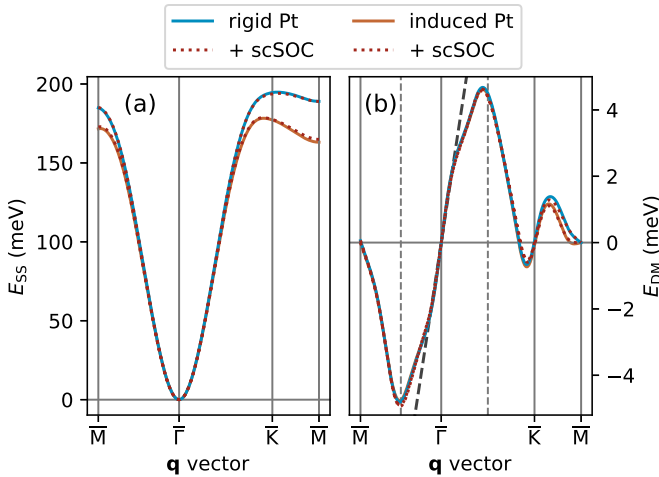 rigid Pt induced Pt
+ scSOC + scSOC
(a) (b)
200
150
100
50
0
E_SS (meV)
4
2
0
−2
−4
E_DM (meV)
M̅ Γ̅ K̅ M̅ M̅ Γ̅ K̅ M̅
q vector q vector